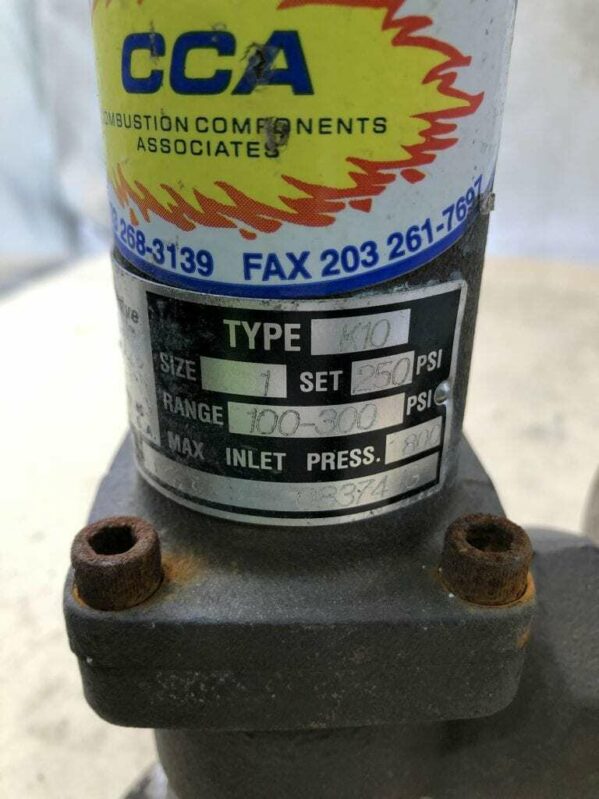 CCA
COMBUSTION COMPONENTS
ASSOCIATES
268-3139 FAX 203 261-7697
TYPE K10
SIZE 1 SET 250 PSI
RANGE 100-300 PSI
MAX INLET PRESS. 800